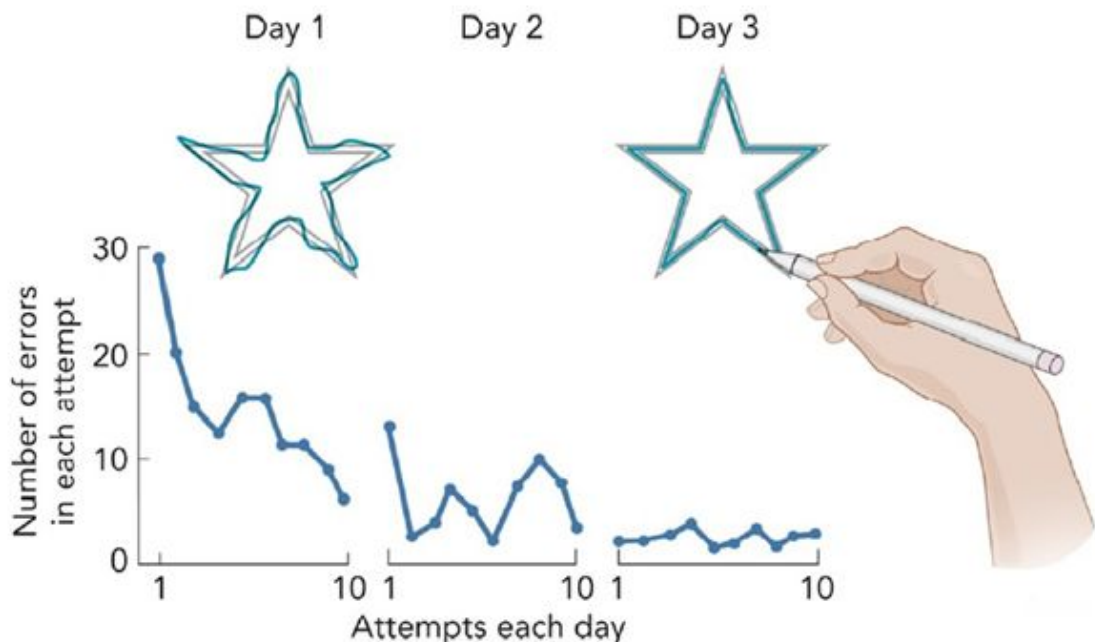 Day 1
Day 2
Day 3
Number of errors
in each attempt
30
20
10
0
1
10
1
10
1
10
Attempts each day